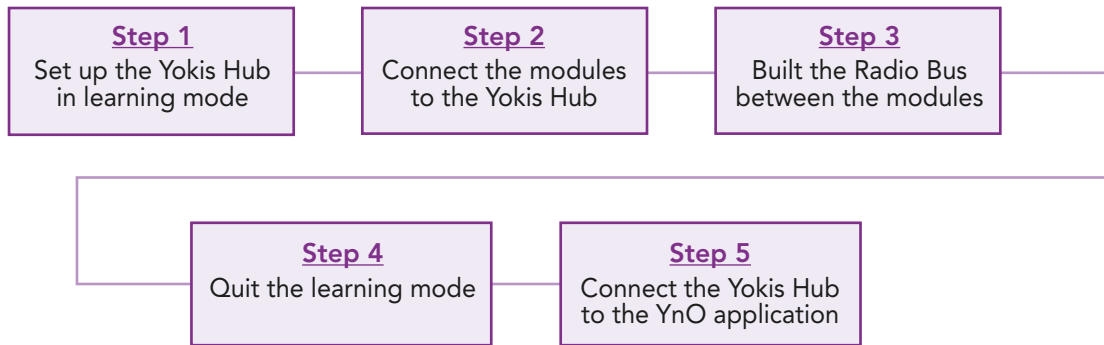 Step 1
Set up the Yokis Hub
in learning mode
Step 2
Connect the modules
to the Yokis Hub
Step 3
Built the Radio Bus
between the modules
Step 4
Quit the learning mode
Step 5
Connect the Yokis Hub
to the YnO application